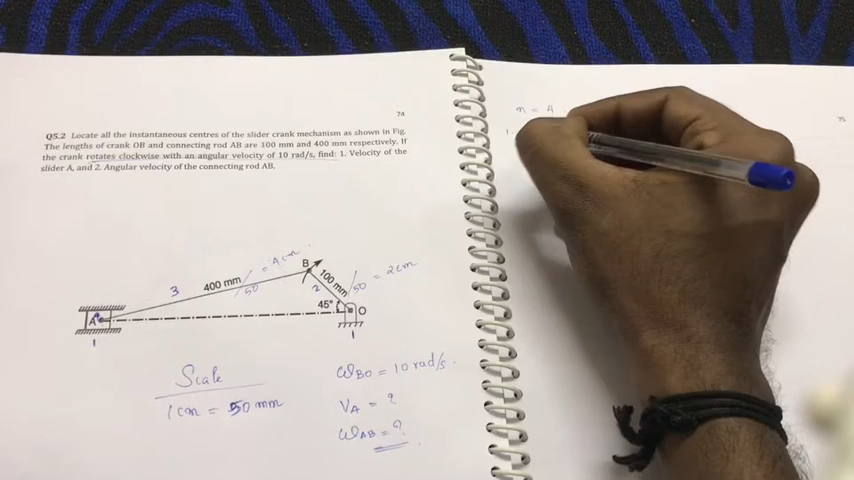 74
Q5.2 Locate all the instantaneous centres of the slider crank mechanism as shown in Fig.
The lengths of crank OB and connecting rod AB are 100 mm and 400 mm respectively. If
the crank rotates clockwise with an angular velocity of 10 rad/s, find: 1. Velocity of the
slider A, and 2. Angular velocity of the connecting rod AB.
n = 4
1.
75
B
400 mm / 50
3
100 mm / 50 = 2cm
2
45°
A
O
1
1
Scale
1cm = 50 mm
ωBO = 10 rad/s.
VA = ?
ωAB = ?